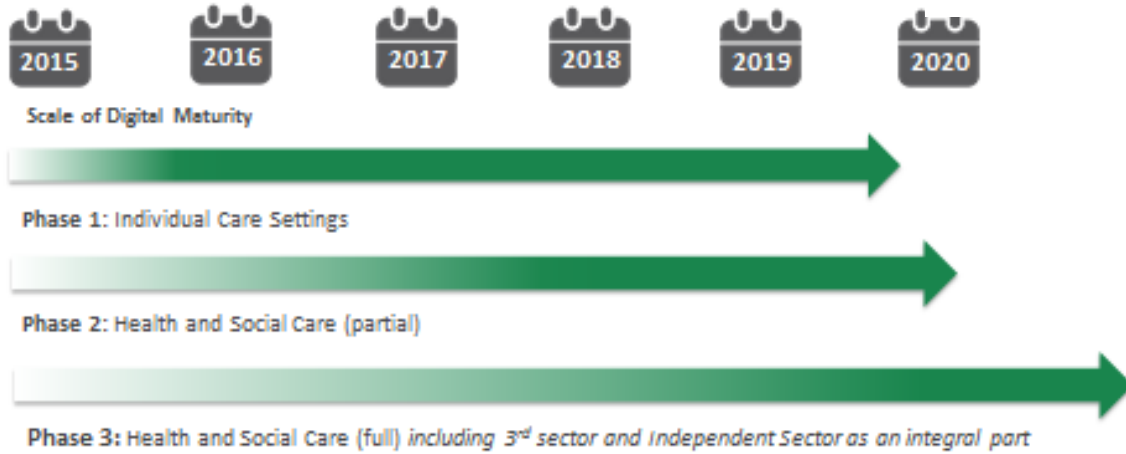 2015 2016 2017 2018 2019 2020
Scale of Digital Maturity
Phase 1: Individual Care Settings
Phase 2: Health and Social Care (partial)
Phase 3: Health and Social Care (full) including 3rd sector and Independent Sector as an integral part